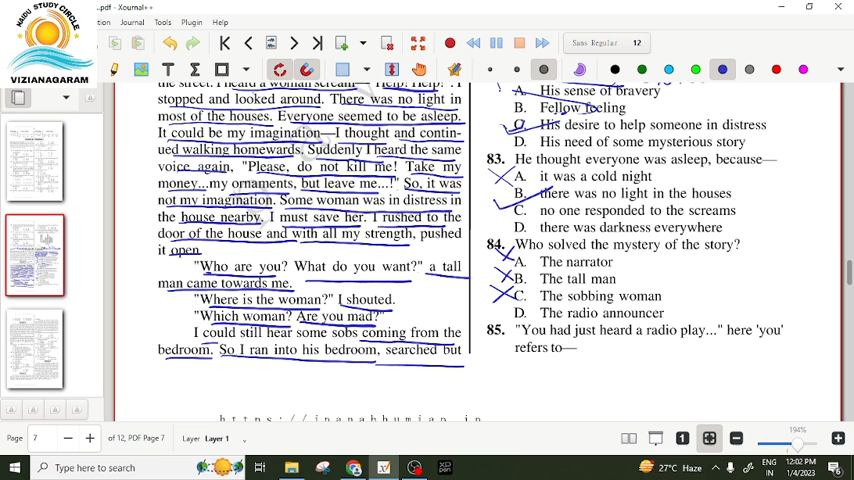 NAIDU STUDY CIRCLE
VIZIANAGARAM
.pdf - Xournal++
Journal Tools Plugin Help
Sans Regular 12
the street. I heard a woman scream— "Help! Help!" I
stopped and looked around. There was no light in
most of the houses. Everyone seemed to be asleep.
It could be my imagination—I thought and contin-
ued walking homewards. Suddenly I heard the same
voice again, "Please, do not kill me! Take my
money...my ornaments, but leave me...!" So, it was
not my imagination. Some woman was in distress in
the house nearby. I must save her. I rushed to the
door of the house and with all my strength, pushed
it open
"Who are you? What do you want?" a tall
man came towards me.
"Where is the woman?" I shouted.
"Which woman? Are you mad?"
I could still hear some sobs coming from the
bedroom. So I ran into his bedroom, searched but
A. His sense of bravery
B. Fellow feeling
C. His desire to help someone in distress
D. His need of some mysterious story
83. He thought everyone was asleep, because—
A. it was a cold night
B. there was no light in the houses
C. no one responded to the screams
D. there was darkness everywhere
84. Who solved the mystery of the story?
A. The narrator
B. The tall man
C. The sobbing woman
D. The radio announcer
85. "You had just heard a radio play..." here 'you'
refers to—
Page 7 of 12, PDF Page 7 Layer Layer 1 194%
Type here to search
27°C Haze
ENG
IN
12:02 PM
1/4/2023